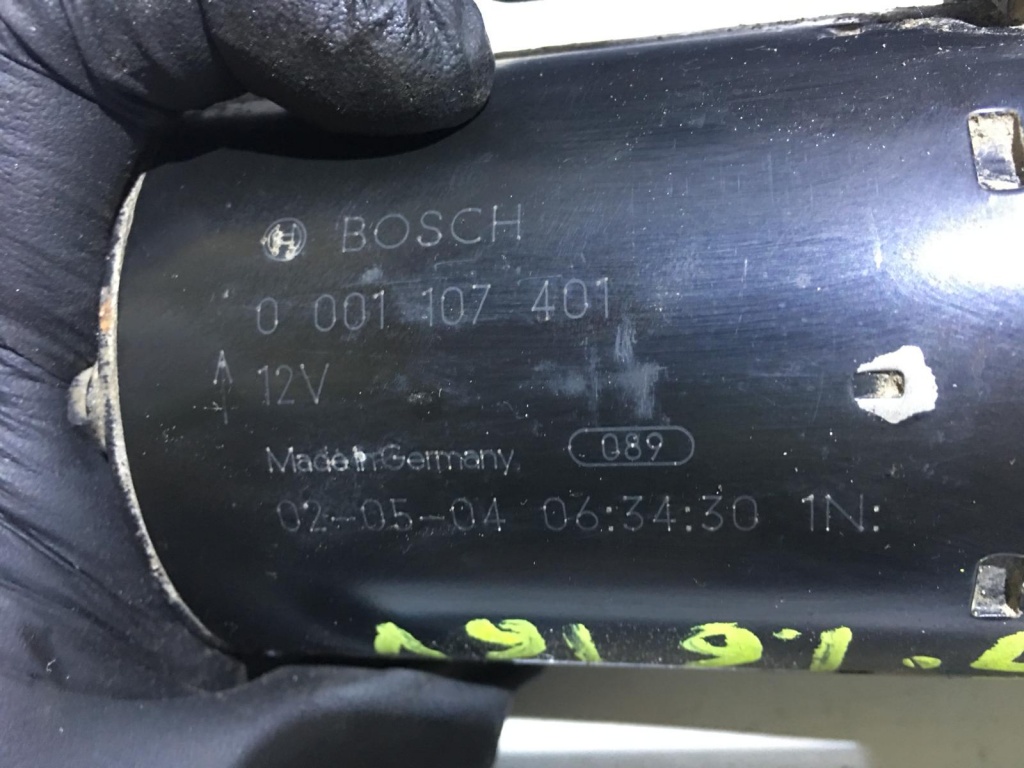 BOSCH
0 001 107 401
12V
Made in Germany 089
02-05-04 06:34:30 1N: